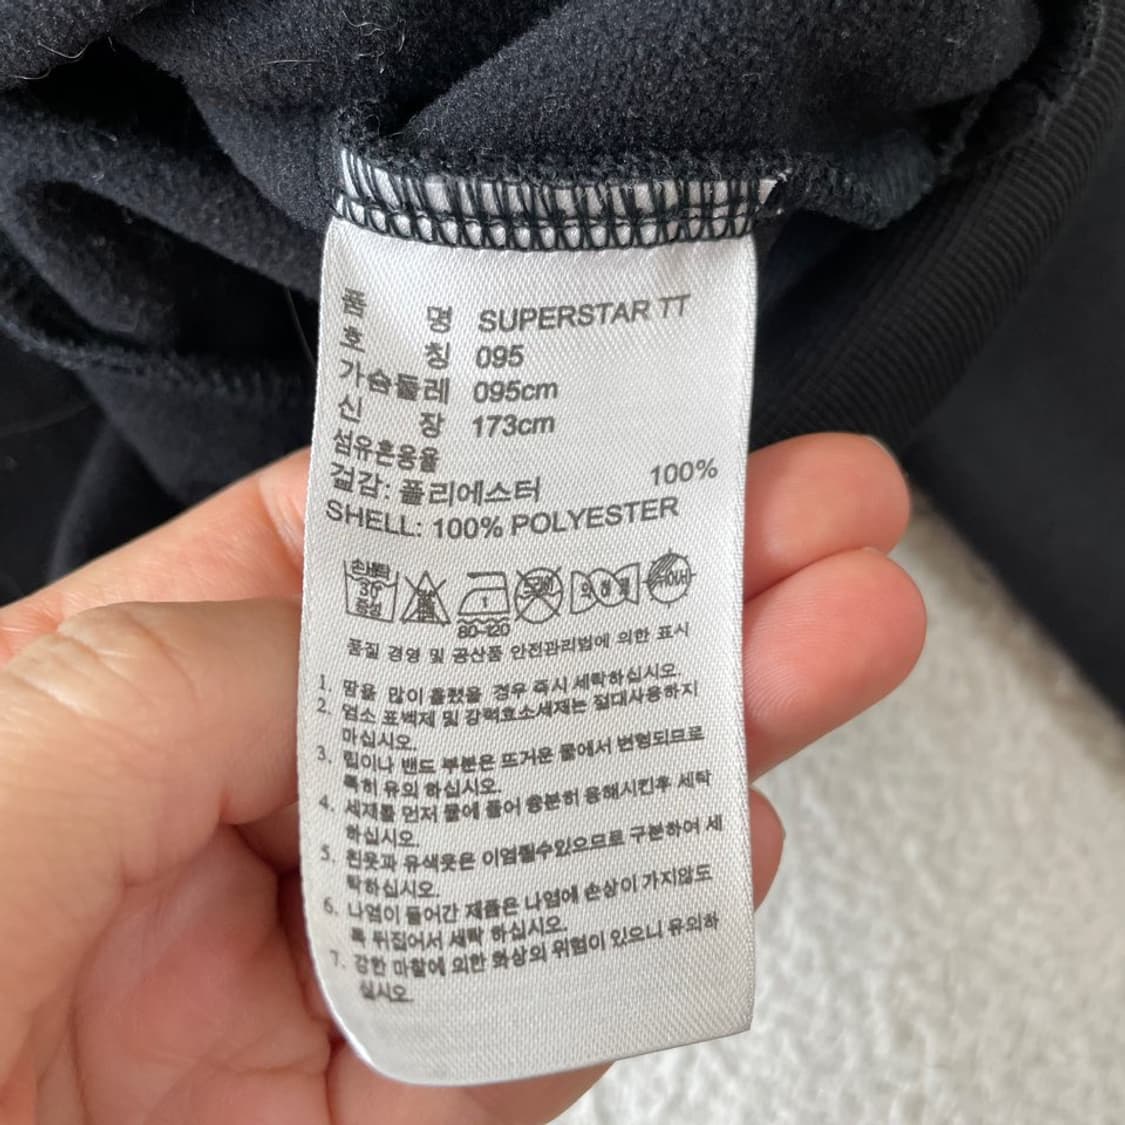 품 명 SUPERSTAR TT
호 칭 095
가슴둘레 095cm
신 장 173cm
섬유혼용율
겉감: 폴리에스터 100%
SHELL: 100% POLYESTER
손세탁
30
중성
80~120
품질 경영 및 공산품 안전관리법에 의한 표시
1. 땀을 많이 흘렸을 경우 즉시 세탁하십시오.
2. 염소 표백제 및 강력효소세제는 절대사용하지
마십시오.
3. 립이나 밴드 부분은 뜨거운 물에서 변형되므로
특히 유의 하십시오.
4. 세제를 먼저 물에 풀어 충분히 용해시킨후 세탁
하십시오.
5. 흰옷과 유색옷은 이염될수있으므로 구분하여 세
탁하십시오.
6. 나염이 들어간 제품은 나염에 손상이 가지않도
록 뒤집어서 세탁 하십시오.
7. 강한 마찰에 의한 화상의 위험이 있으니 유의하
십시오.